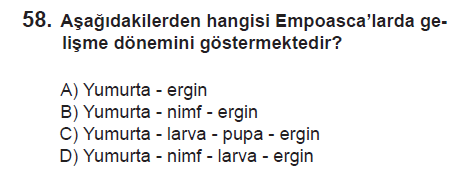 58. Aşağıdakilerden hangisi Empoasca’larda ge-
lişme dönemini göstermektedir?
A) Yumurta - ergin
B) Yumurta - nimf - ergin
C) Yumurta - larva - pupa - ergin
D) Yumurta - nimf - larva - ergin